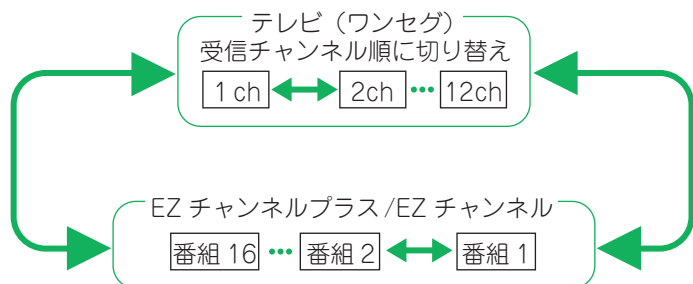 テレビ（ワンセグ）
受信チャンネル順に切り替え
1 ch 2ch … 12ch
EZ チャンネルプラス /EZ チャンネル
番組 16 … 番組 2 番組 1